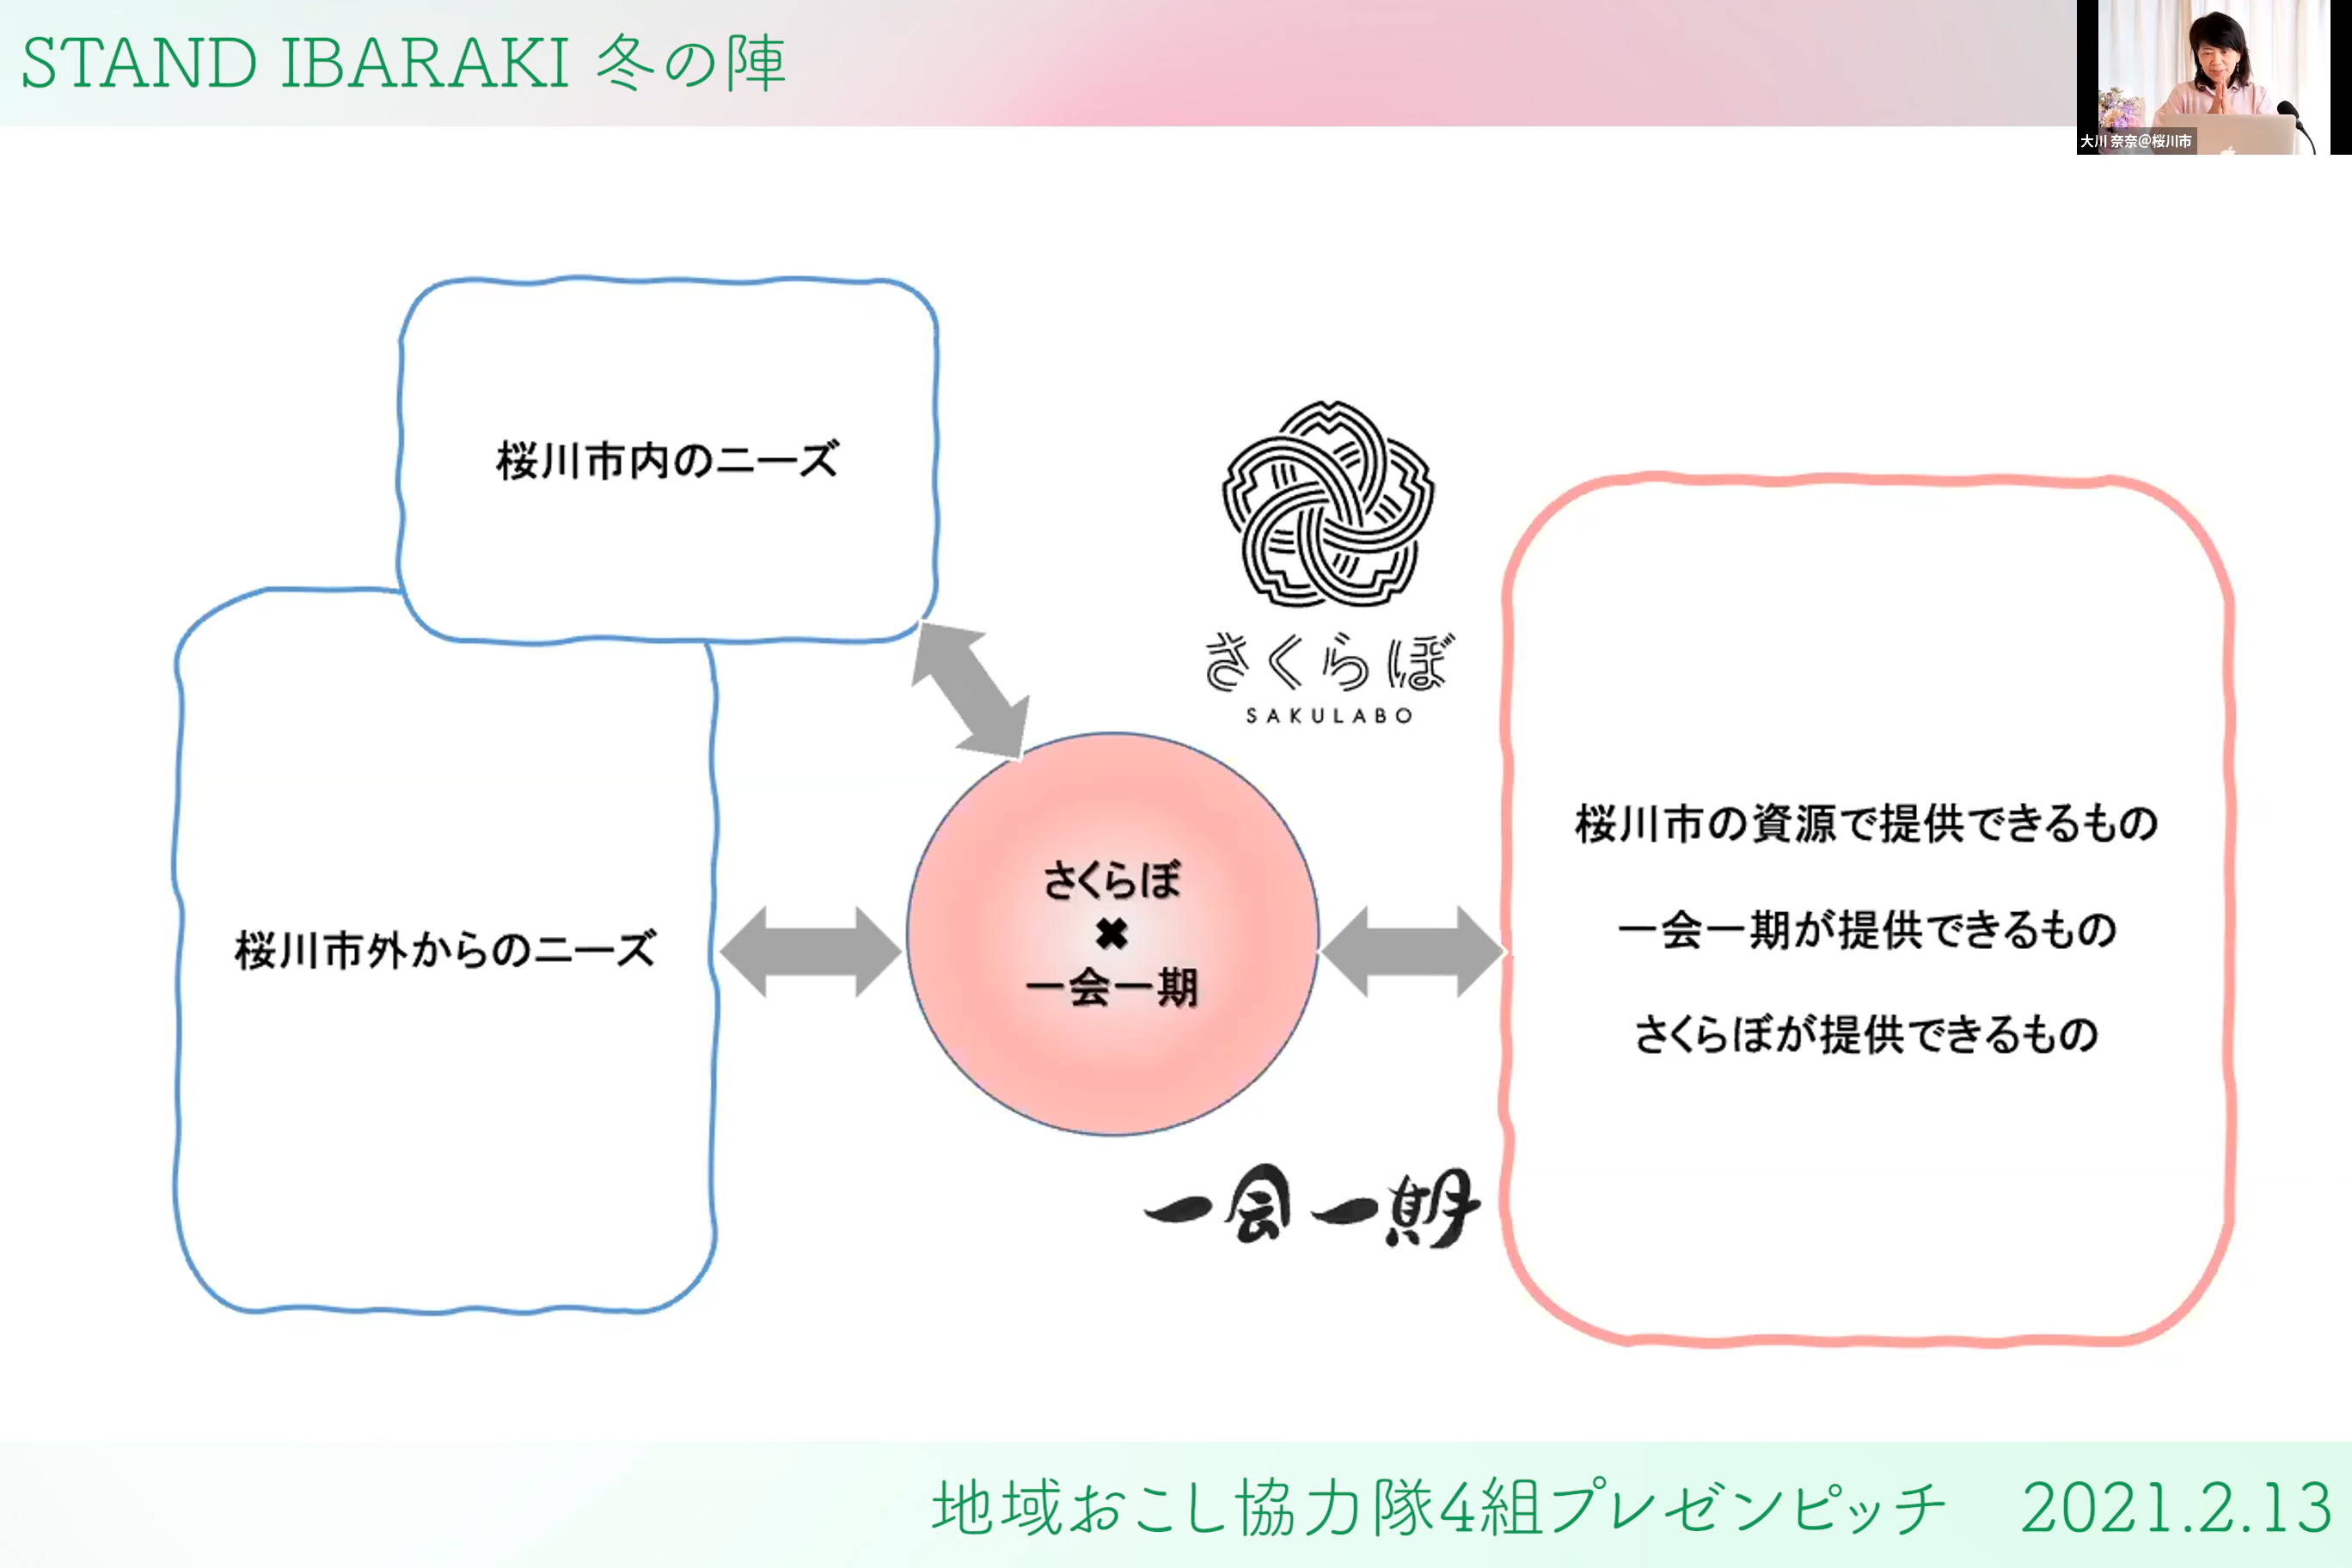 STAND IBARAKI 冬の陣
大川 奈奈@桜川市
桜川市内のニーズ
さくらぼ
SAKULABO
桜川市外からのニーズ
さくらぼ
✖
一会一期
桜川市の資源で提供できるもの
一会一期が提供できるもの
さくらぼが提供できるもの
一会一期
地域おこし協力隊4組プレゼンピッチ 2021.2.13